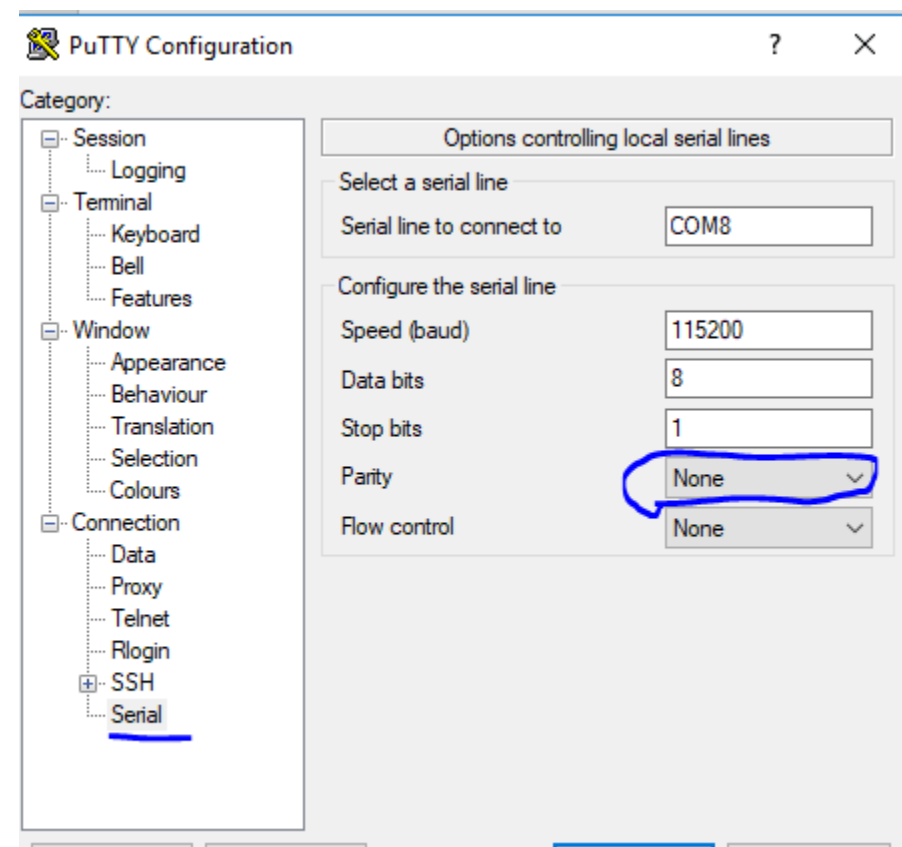 PuTTY Configuration ? ×
Category:
Session
Logging
Terminal
Keyboard
Bell
Features
Window
Appearance
Behaviour
Translation
Selection
Colours
Connection
Data
Proxy
Telnet
Rlogin
SSH
Serial
Options controlling local serial lines
Select a serial line
Serial line to connect to COM8
Configure the serial line
Speed (baud) 115200
Data bits 8
Stop bits 1
Parity None
Flow control None